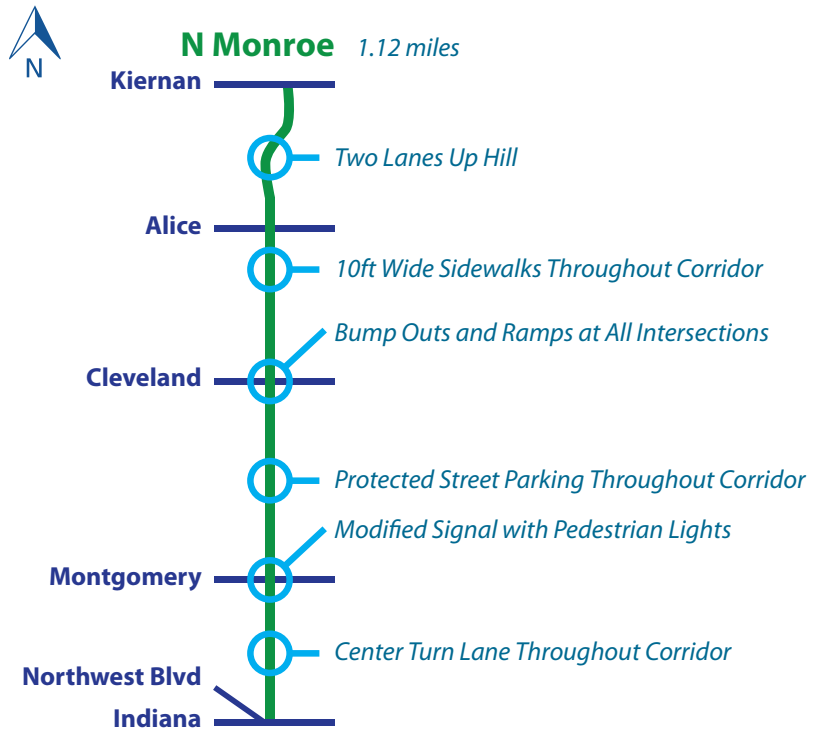 N Monroe 1.12 miles
N
Kiernan
Two Lanes Up Hill
Alice
10ft Wide Sidewalks Throughout Corridor
Bump Outs and Ramps at All Intersections
Cleveland
Protected Street Parking Throughout Corridor
Modified Signal with Pedestrian Lights
Montgomery
Center Turn Lane Throughout Corridor
Northwest Blvd
Indiana